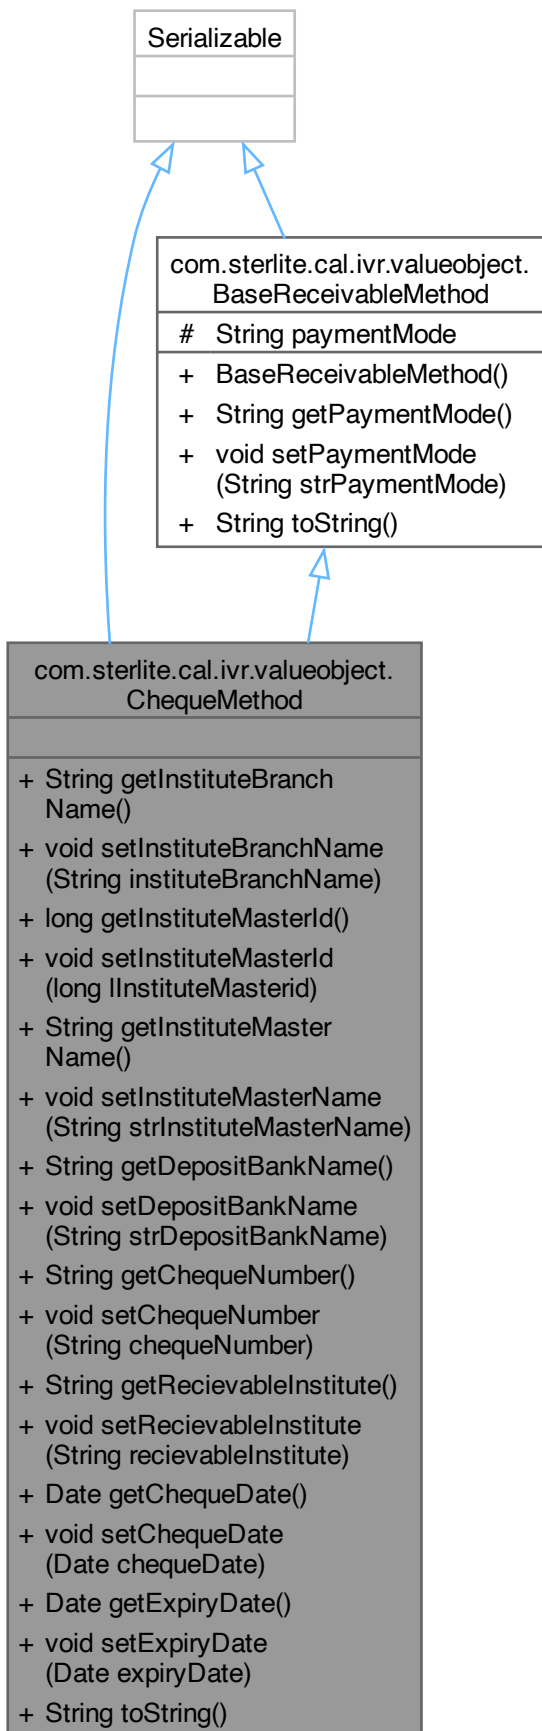 Serializable
com.sterlite.cal.ivr.valueobject.
BaseReceivableMethod
# String paymentMode
+ BaseReceivableMethod()
+ String getPaymentMode()
+ void setPaymentMode
(String strPaymentMode)
+ String toString()
com.sterlite.cal.ivr.valueobject.
ChequeMethod
+ String getInstituteBranch
Name()
+ void setInstituteBranchName
(String instituteBranchName)
+ long getInstituteMasterId()
+ void setInstituteMasterId
(long lInstituteMasterid)
+ String getInstituteMaster
Name()
+ void setInstituteMasterName
(String strInstituteMasterName)
+ String getDepositBankName()
+ void setDepositBankName
(String strDepositBankName)
+ String getChequeNumber()
+ void setChequeNumber
(String chequeNumber)
+ String getRecievableInstitute()
+ void setRecievableInstitute
(String recievableInstitute)
+ Date getChequeDate()
+ void setChequeDate
(Date chequeDate)
+ Date getExpiryDate()
+ void setExpiryDate
(Date expiryDate)
+ String toString()